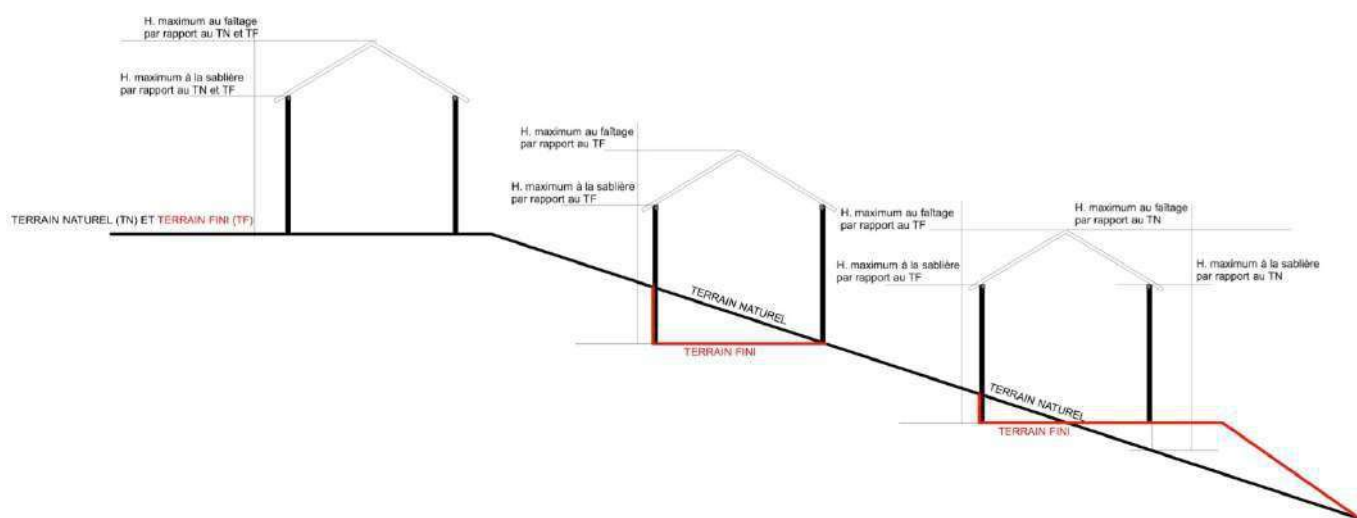 H. maximum au faîtage
par rapport au TN et TF
H. maximum à la sablière
par rapport au TN et TF
TERRAIN NATUREL (TN) ET TERRAIN FINI (TF)
H. maximum au faîtage
par rapport au TF
H. maximum à la sablière
par rapport au TF
TERRAIN NATUREL
TERRAIN FINI
H. maximum au faîtage
par rapport au TF
H. maximum à la sablière
par rapport au TF
H. maximum au faîtage
par rapport au TN
H. maximum à la sablière
par rapport au TN
TERRAIN NATUREL
TERRAIN FINI